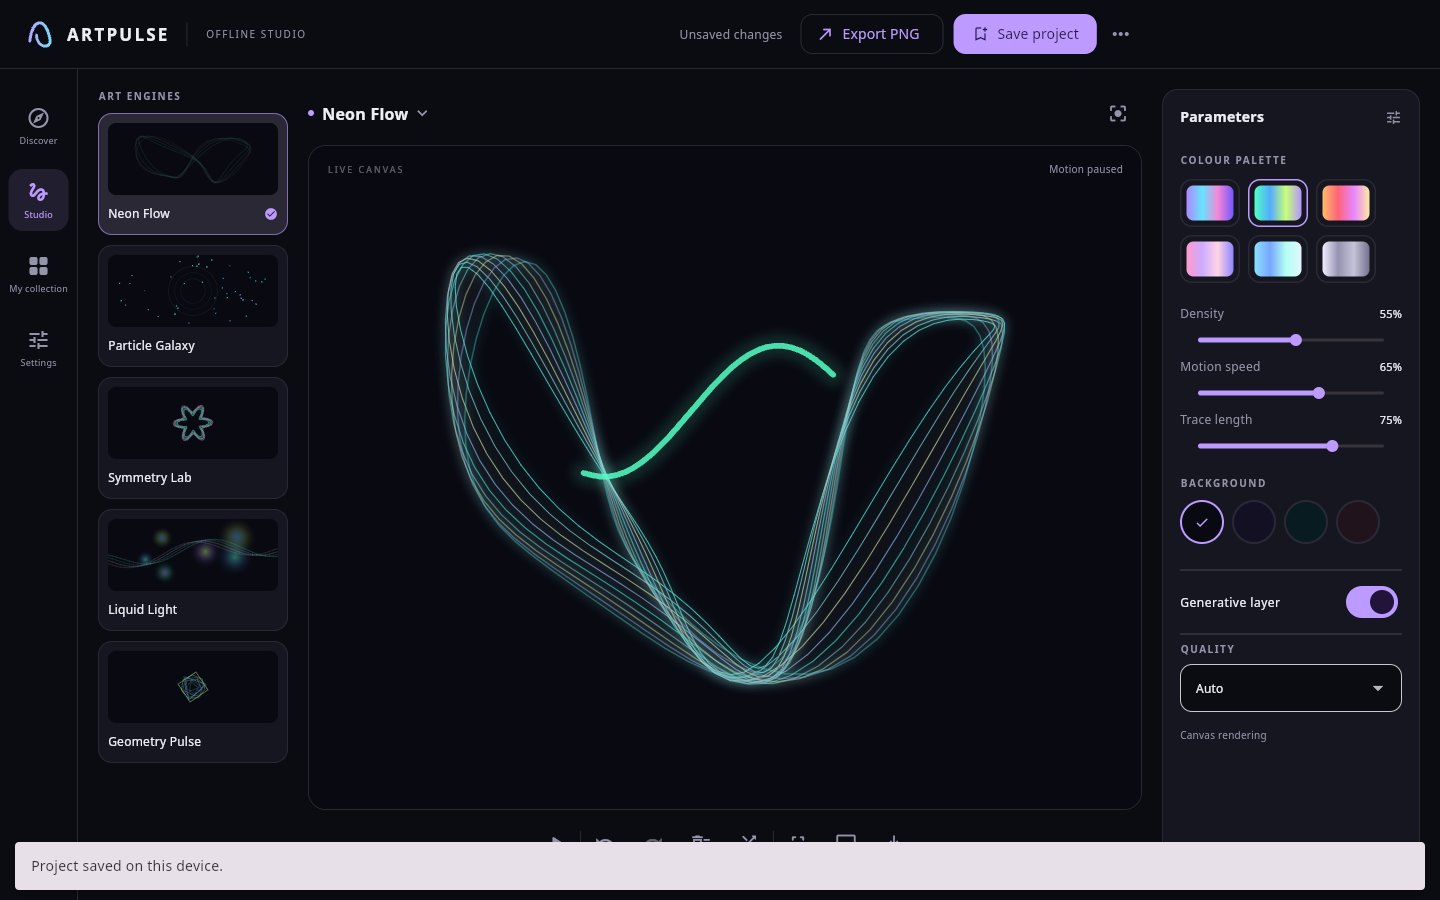 ARTPULSE
OFFLINE STUDIO
Unsaved changes
Export PNG
Save project
Discover
Studio
My collection
Settings
ART ENGINES
Neon Flow
Particle Galaxy
Symmetry Lab
Liquid Light
Geometry Pulse
Neon Flow
LIVE CANVAS
Motion paused
Parameters
COLOUR PALETTE
Density 55%
Motion speed 65%
Trace length 75%
BACKGROUND
Generative layer
QUALITY
Auto
Canvas rendering
Project saved on this device.